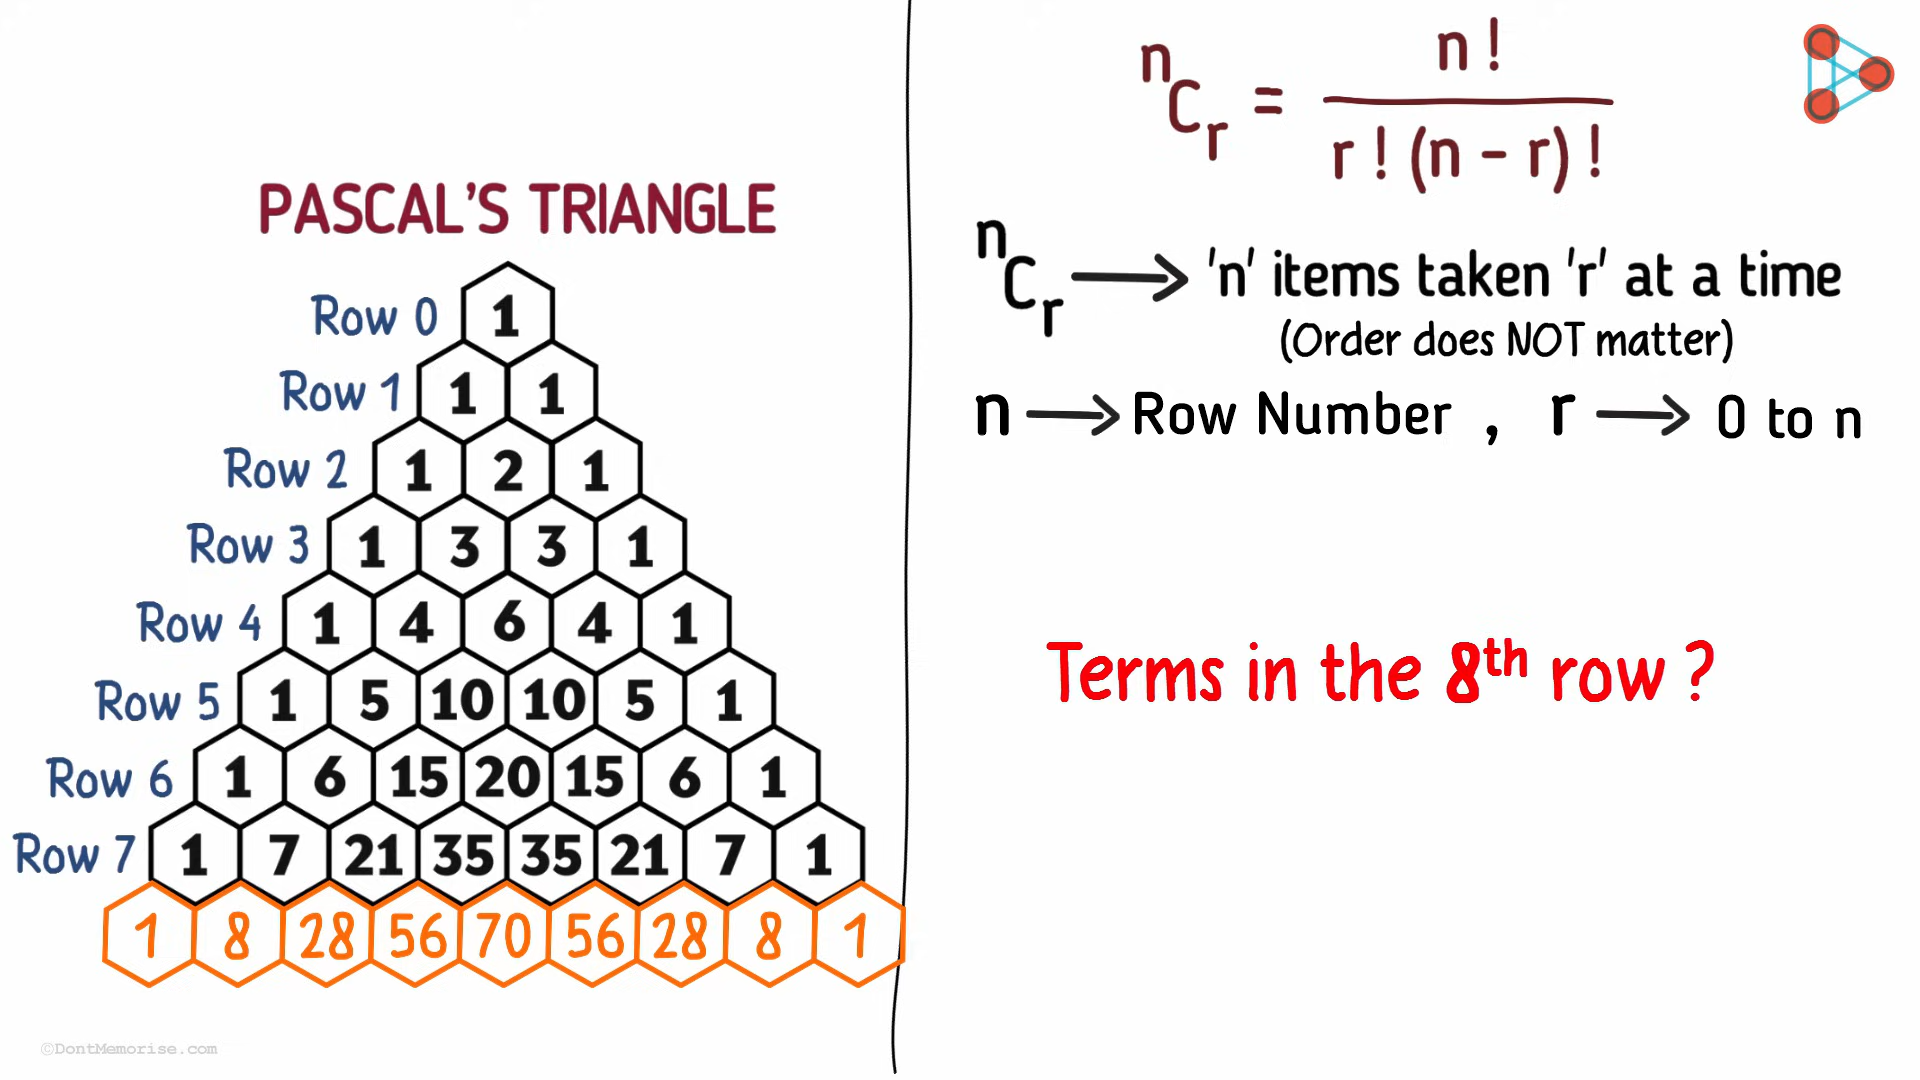 PASCAL'S TRIANGLE
Row 0 1
Row 1 1 1
Row 2 1 2 1
Row 3 1 3 3 1
Row 4 1 4 6 4 1
Row 5 1 5 10 10 5 1
Row 6 1 6 15 20 15 6 1
Row 7 1 7 21 35 35 21 7 1
1 8 28 56 70 56 28 8 1
©DontMemorise.com
nCr = n! / r!(n - r)!
nCr → 'n' items taken 'r' at a time
(Order does NOT matter)
n → Row Number , r → 0 to n
Terms in the 8th row ?